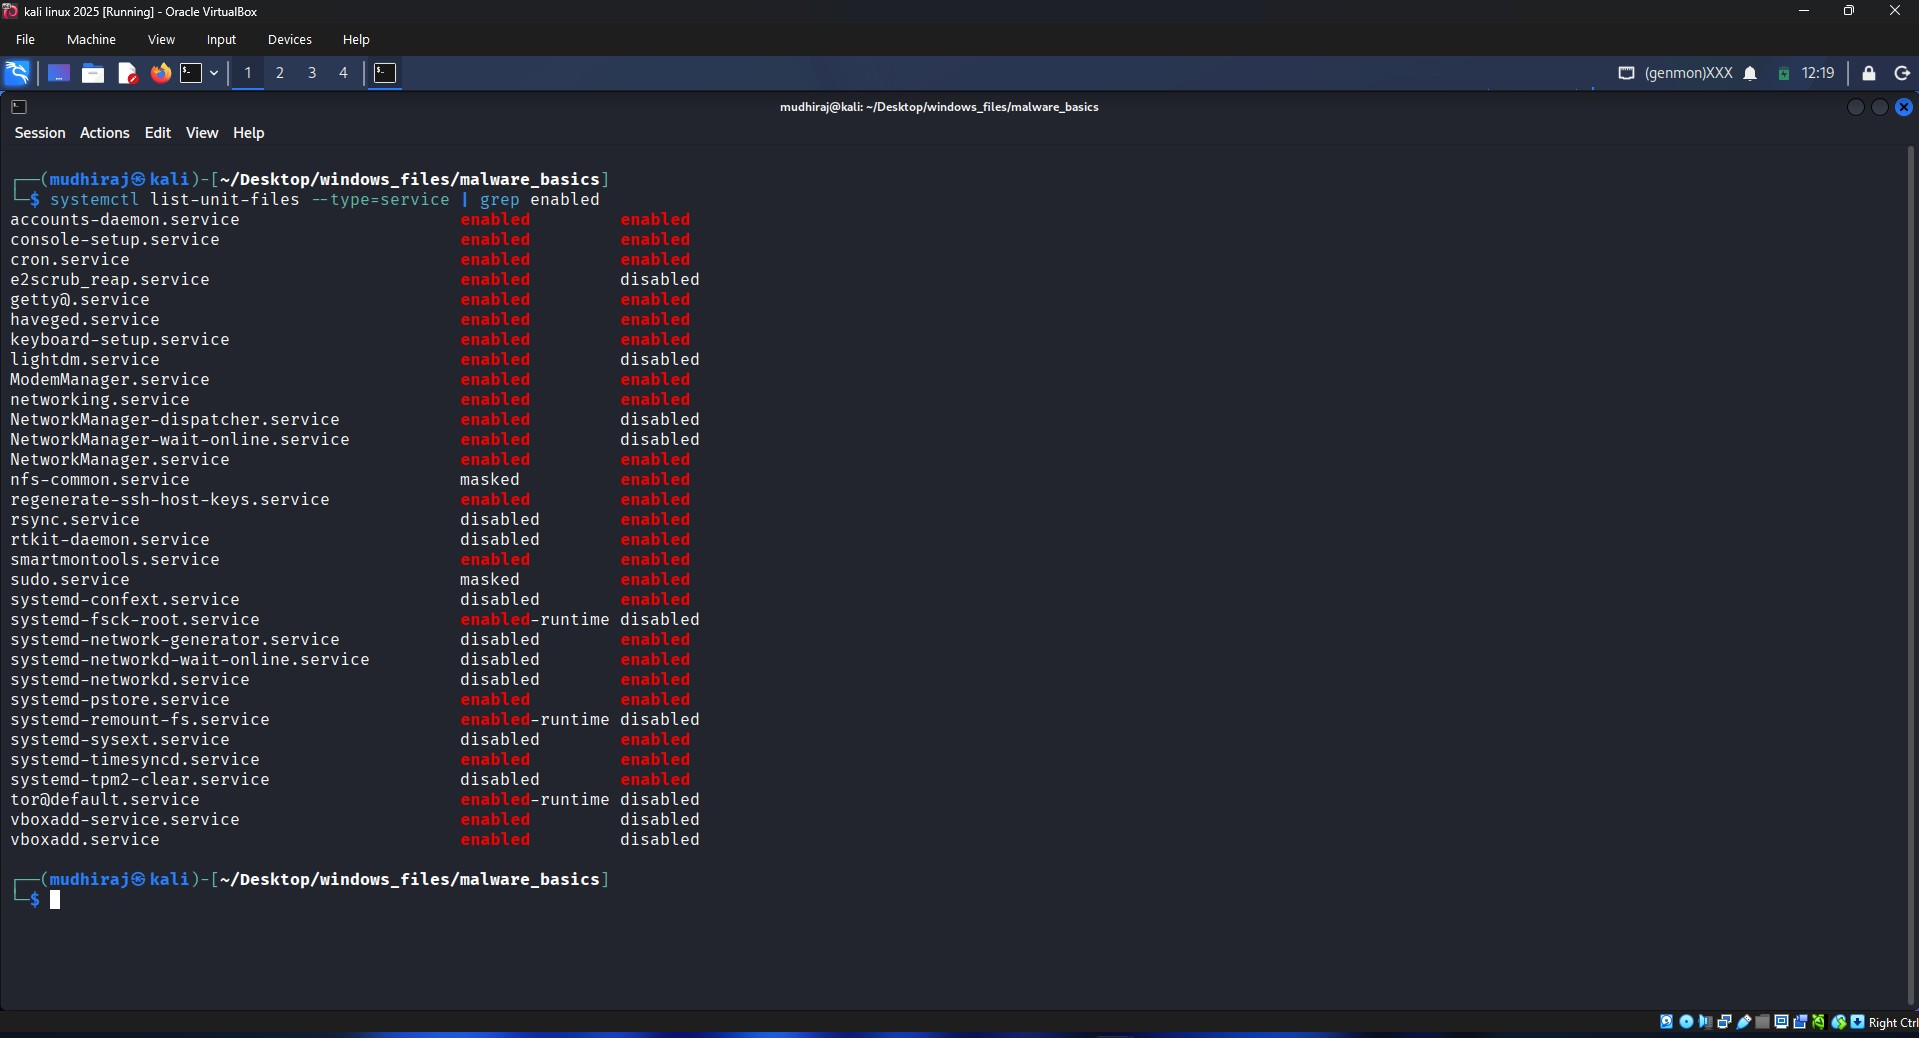 kali linux 2025 [Running] - Oracle VirtualBox
File Machine View Input Devices Help
1 2 3 4 (genmon)XXX 12:19
mudhiraj@kali: ~/Desktop/windows_files/malware_basics
Session Actions Edit View Help
┌──(mudhiraj㉿kali)-[~/Desktop/windows_files/malware_basics]
└─$ systemctl list-unit-files --type=service | grep enabled
accounts-daemon.service enabled enabled
console-setup.service enabled enabled
cron.service enabled enabled
e2scrub_reap.service enabled disabled
getty@.service enabled enabled
haveged.service enabled enabled
keyboard-setup.service enabled enabled
lightdm.service enabled disabled
ModemManager.service enabled enabled
networking.service enabled enabled
NetworkManager-dispatcher.service enabled disabled
NetworkManager-wait-online.service enabled disabled
NetworkManager.service enabled enabled
nfs-common.service masked enabled
regenerate-ssh-host-keys.service enabled enabled
rsync.service disabled enabled
rtkit-daemon.service disabled enabled
smartmontools.service enabled enabled
sudo.service masked enabled
systemd-confext.service disabled enabled
systemd-fsck-root.service enabled-runtime disabled
systemd-network-generator.service disabled enabled
systemd-networkd-wait-online.service disabled enabled
systemd-networkd.service disabled enabled
systemd-pstore.service enabled enabled
systemd-remount-fs.service enabled-runtime disabled
systemd-sysext.service disabled enabled
systemd-timesyncd.service enabled enabled
systemd-tpm2-clear.service disabled enabled
tor@default.service enabled-runtime disabled
vboxadd-service.service enabled disabled
vboxadd.service enabled disabled
┌──(mudhiraj㉿kali)-[~/Desktop/windows_files/malware_basics]
└─$
Right Ctrl